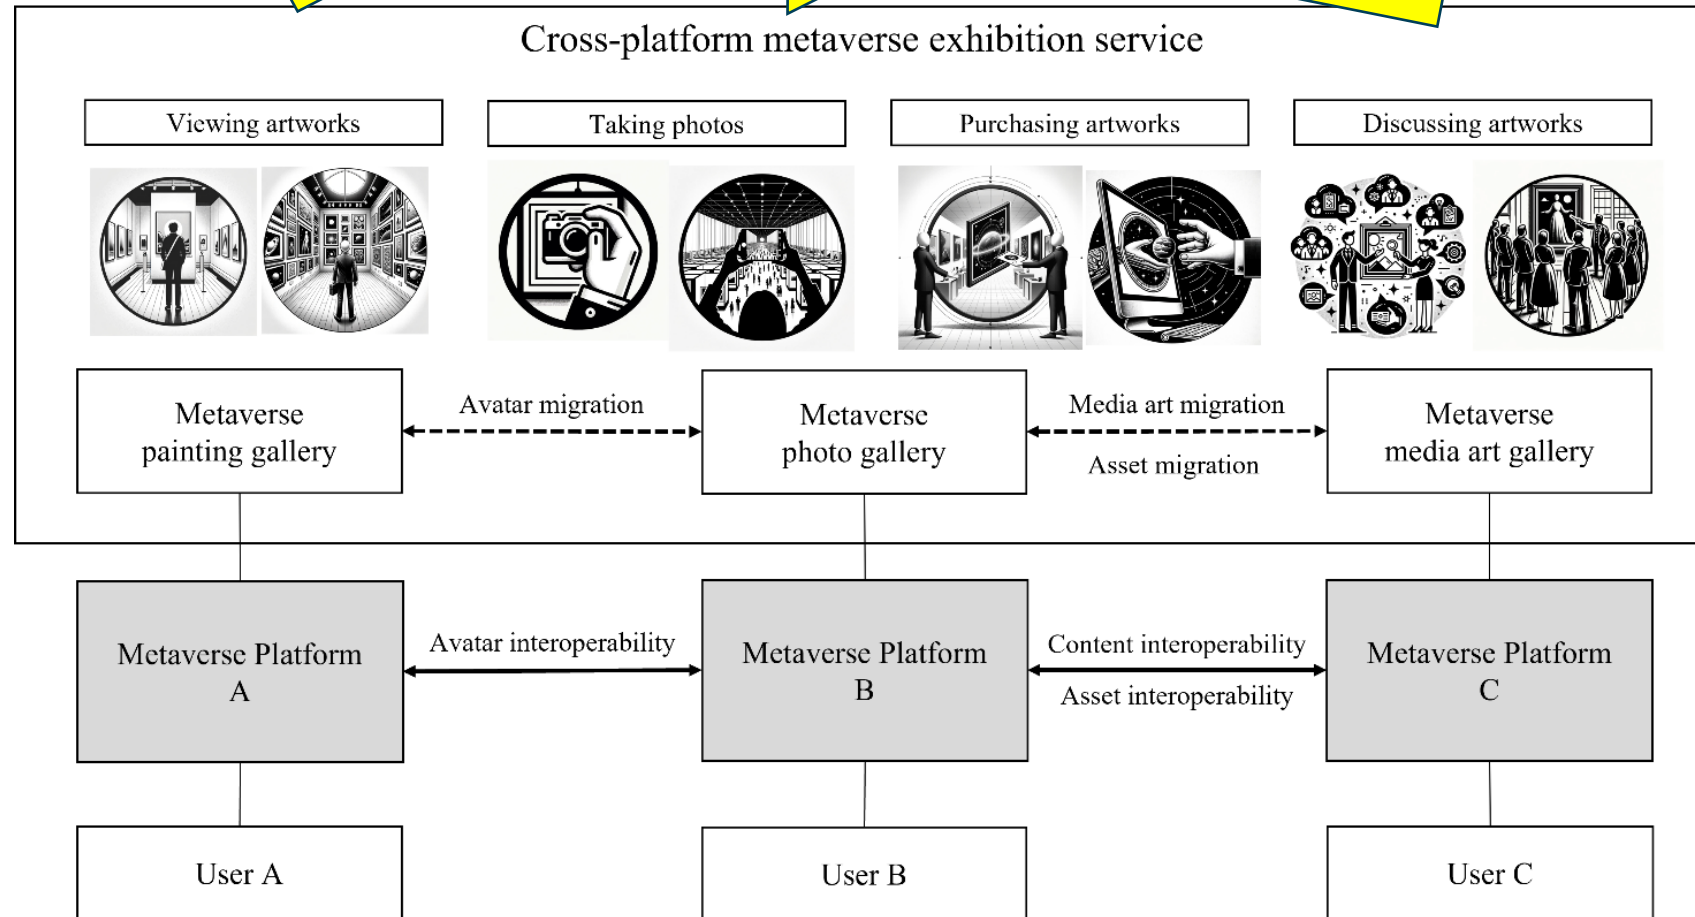 Cross-platform metaverse exhibition service
Viewing artworks
Taking photos
Purchasing artworks
Discussing artworks
Metaverse
painting gallery
Avatar migration
Metaverse
photo gallery
Media art migration
Asset migration
Metaverse
media art gallery
Metaverse Platform
A
Avatar interoperability
Metaverse Platform
B
Content interoperability
Asset interoperability
Metaverse Platform
C
User A
User B
User C